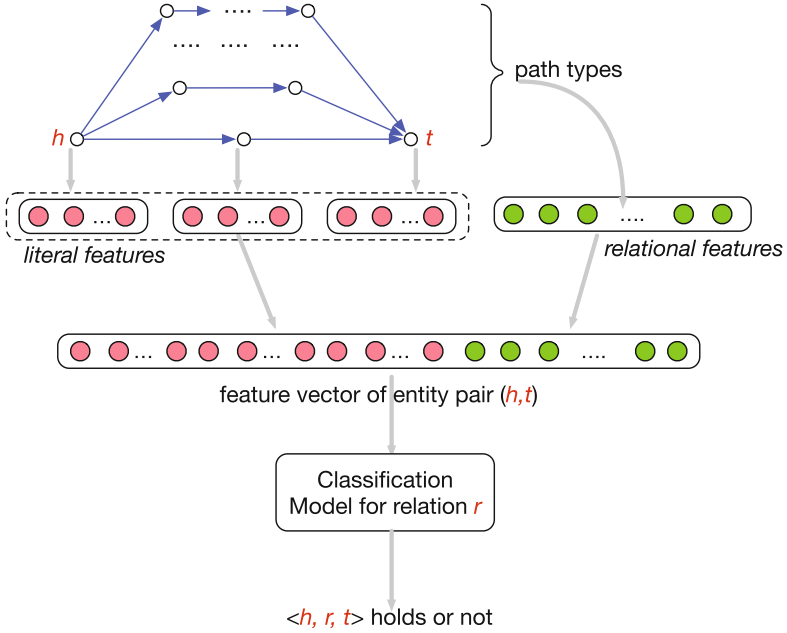 ....
.... .... ....
path types
h
t
... ... ... ....
literal features
relational features
... ... ... ....
feature vector of entity pair (h,t)
Classification
Model for relation r
<h, r, t> holds or not